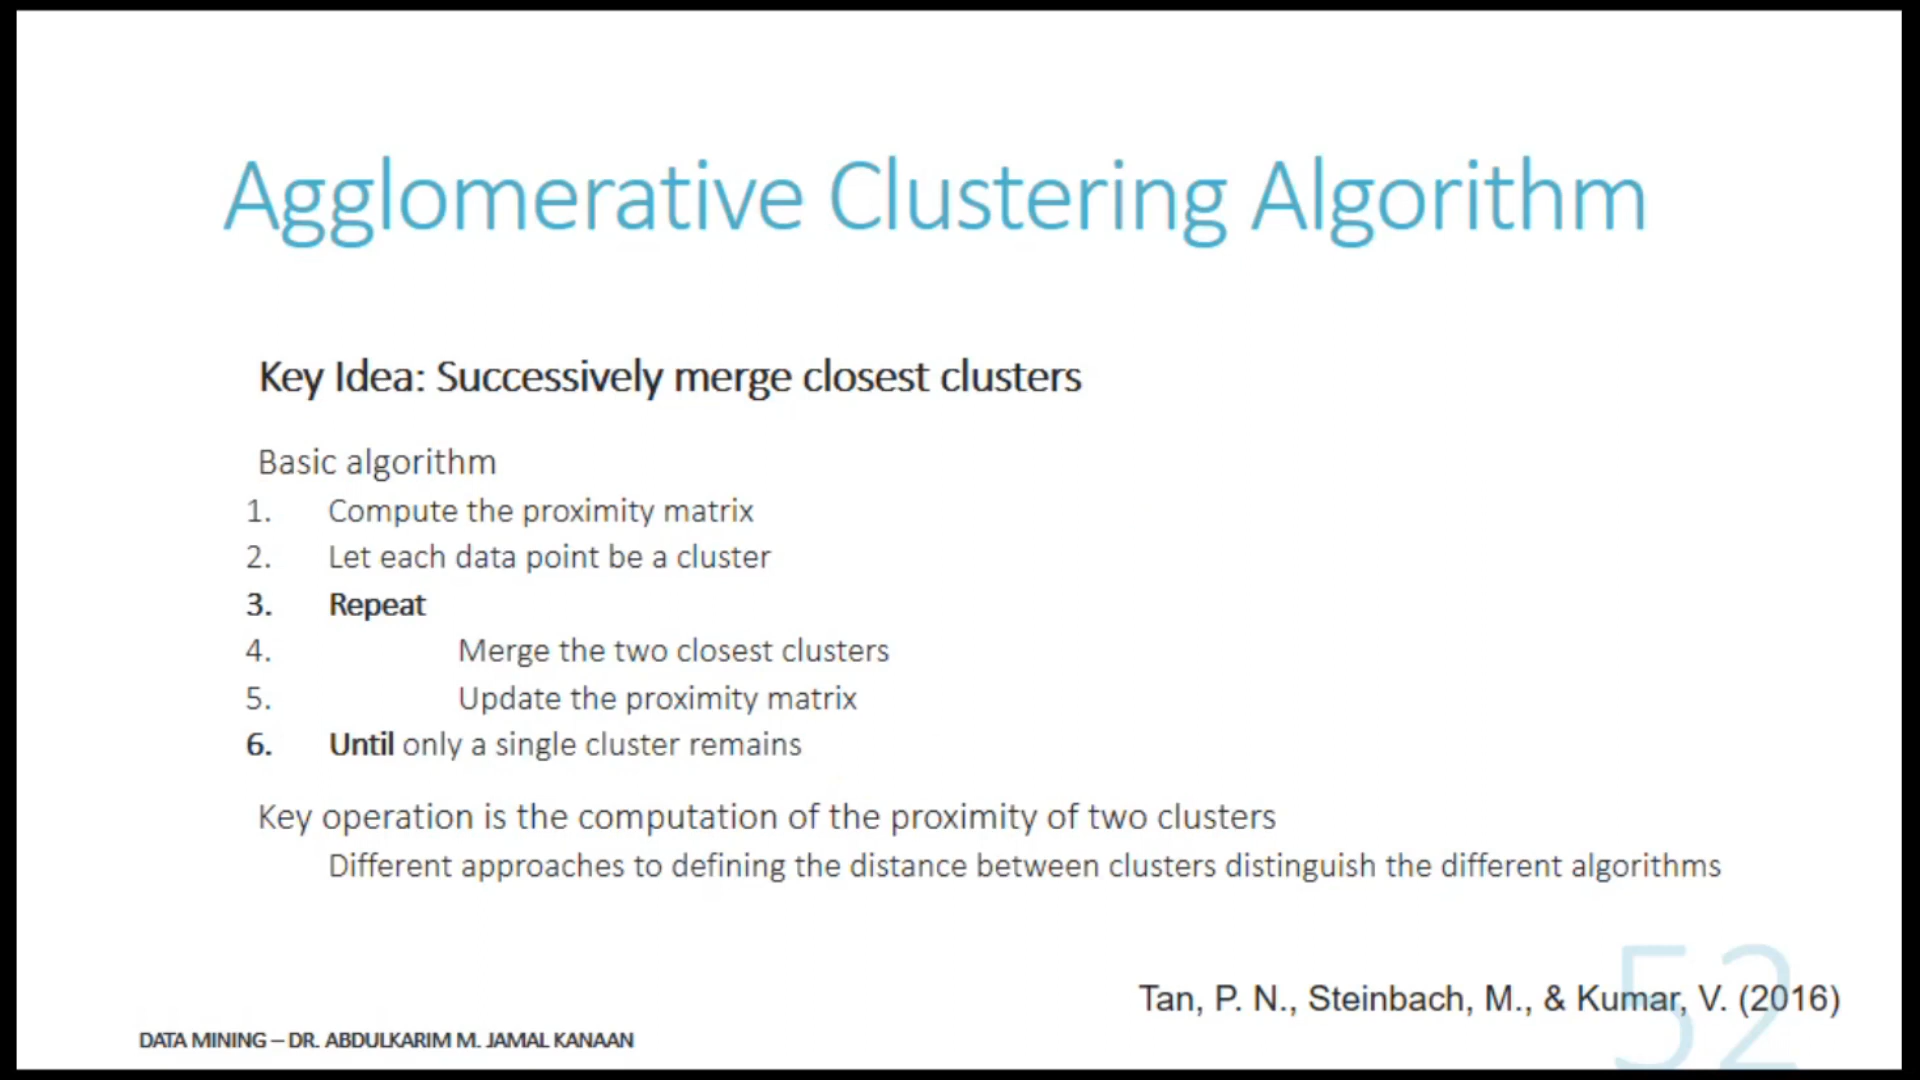 Agglomerative Clustering Algorithm
Key Idea: Successively merge closest clusters
Basic algorithm
1. Compute the proximity matrix
2. Let each data point be a cluster
3. Repeat
4. Merge the two closest clusters
5. Update the proximity matrix
6. Until only a single cluster remains
Key operation is the computation of the proximity of two clusters
Different approaches to defining the distance between clusters distinguish the different algorithms
Tan, P. N., Steinbach, M., & Kumar, V. (2016)
52
DATA MINING – DR. ABDULKARIM M. JAMAL KANAAN